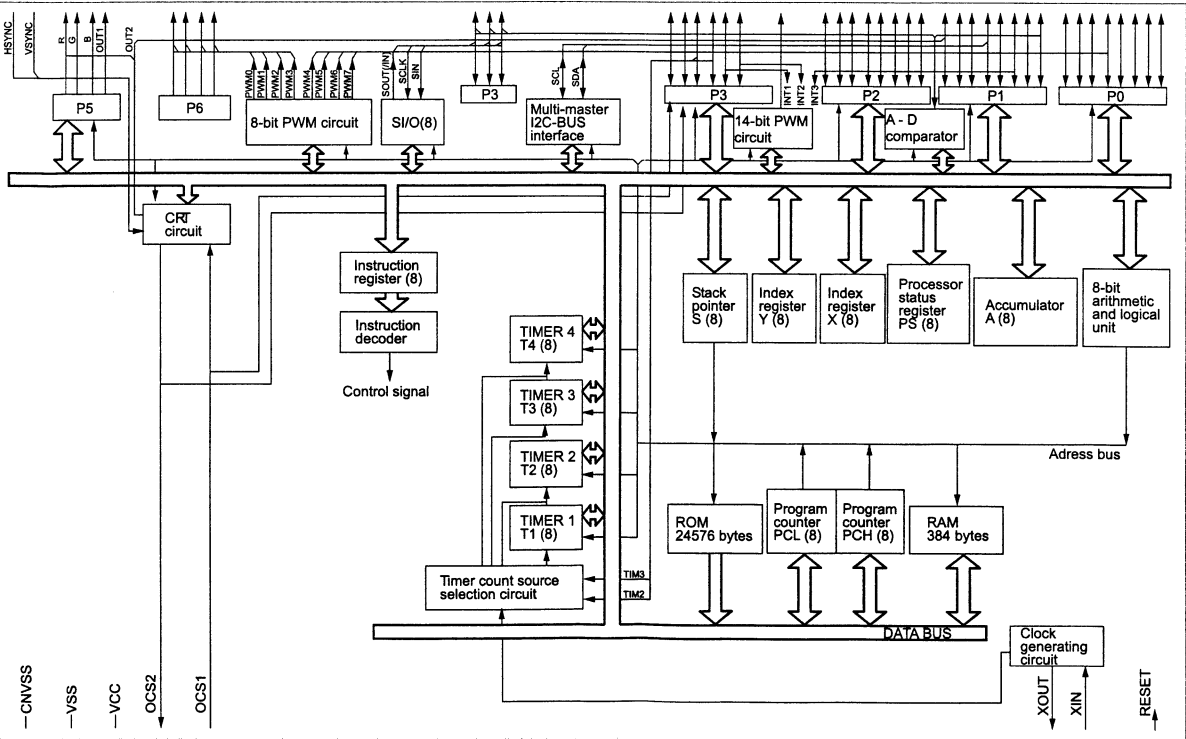 HSYNC
VSYNC
R
G
B
OUT1
OUT2
PWM0
PWM1
PWM2
PWM3
PWM4
PWM5
PWM6
PWM7
SOUT(/IN)
SCLK
SIN
SCL
SDA
INT1
INT2
INT3
P5
P6
8-bit PWM circuit
SI/O(8)
P3
Multi-master
I2C-BUS
interface
P3
14-bit PWM
circuit
P2
A - D
comparator
P1
P0
CRT
circuit
Instruction
register (8)
Instruction
decoder
Control signal
Stack
pointer
S (8)
Index
register
Y (8)
Index
register
X (8)
Processor
status
register
PS (8)
Accumulator
A (8)
8-bit
arithmetic
and logical
unit
TIMER 4
T4 (8)
TIMER 3
T3 (8)
TIMER 2
T2 (8)
TIMER 1
T1 (8)
Timer count source
selection circuit
TIM3
TIM2
Adress bus
ROM
24576 bytes
Program
counter
PCL (8)
Program
counter
PCH (8)
RAM
384 bytes
DATA BUS
Clock
generating
circuit
CNVSS
VSS
VCC
OCS2
OCS1
XOUT
XIN
RESET